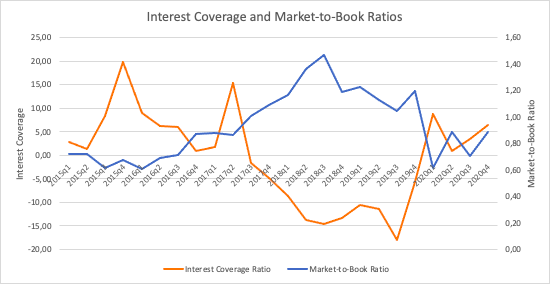 Interest Coverage and Market-to-Book Ratios
25,00
20,00
15,00
10,00
5,00
0,00
-5,00
-10,00
-15,00
-20,00
Interest Coverage
1,60
1,40
1,20
1,00
0,80
0,60
0,40
0,20
0,00
Market-to-Book Ratio
2015q1
2015q2
2015q3
2015q4
2016q1
2016q2
2016q3
2016q4
2017q1
2017q2
2017q3
2017q4
2018q1
2018q2
2018q3
2018q4
2019q1
2019q2
2019q3
2019q4
2020q1
2020q2
2020q3
2020q4
Interest Coverage Ratio
Market-to-Book Ratio